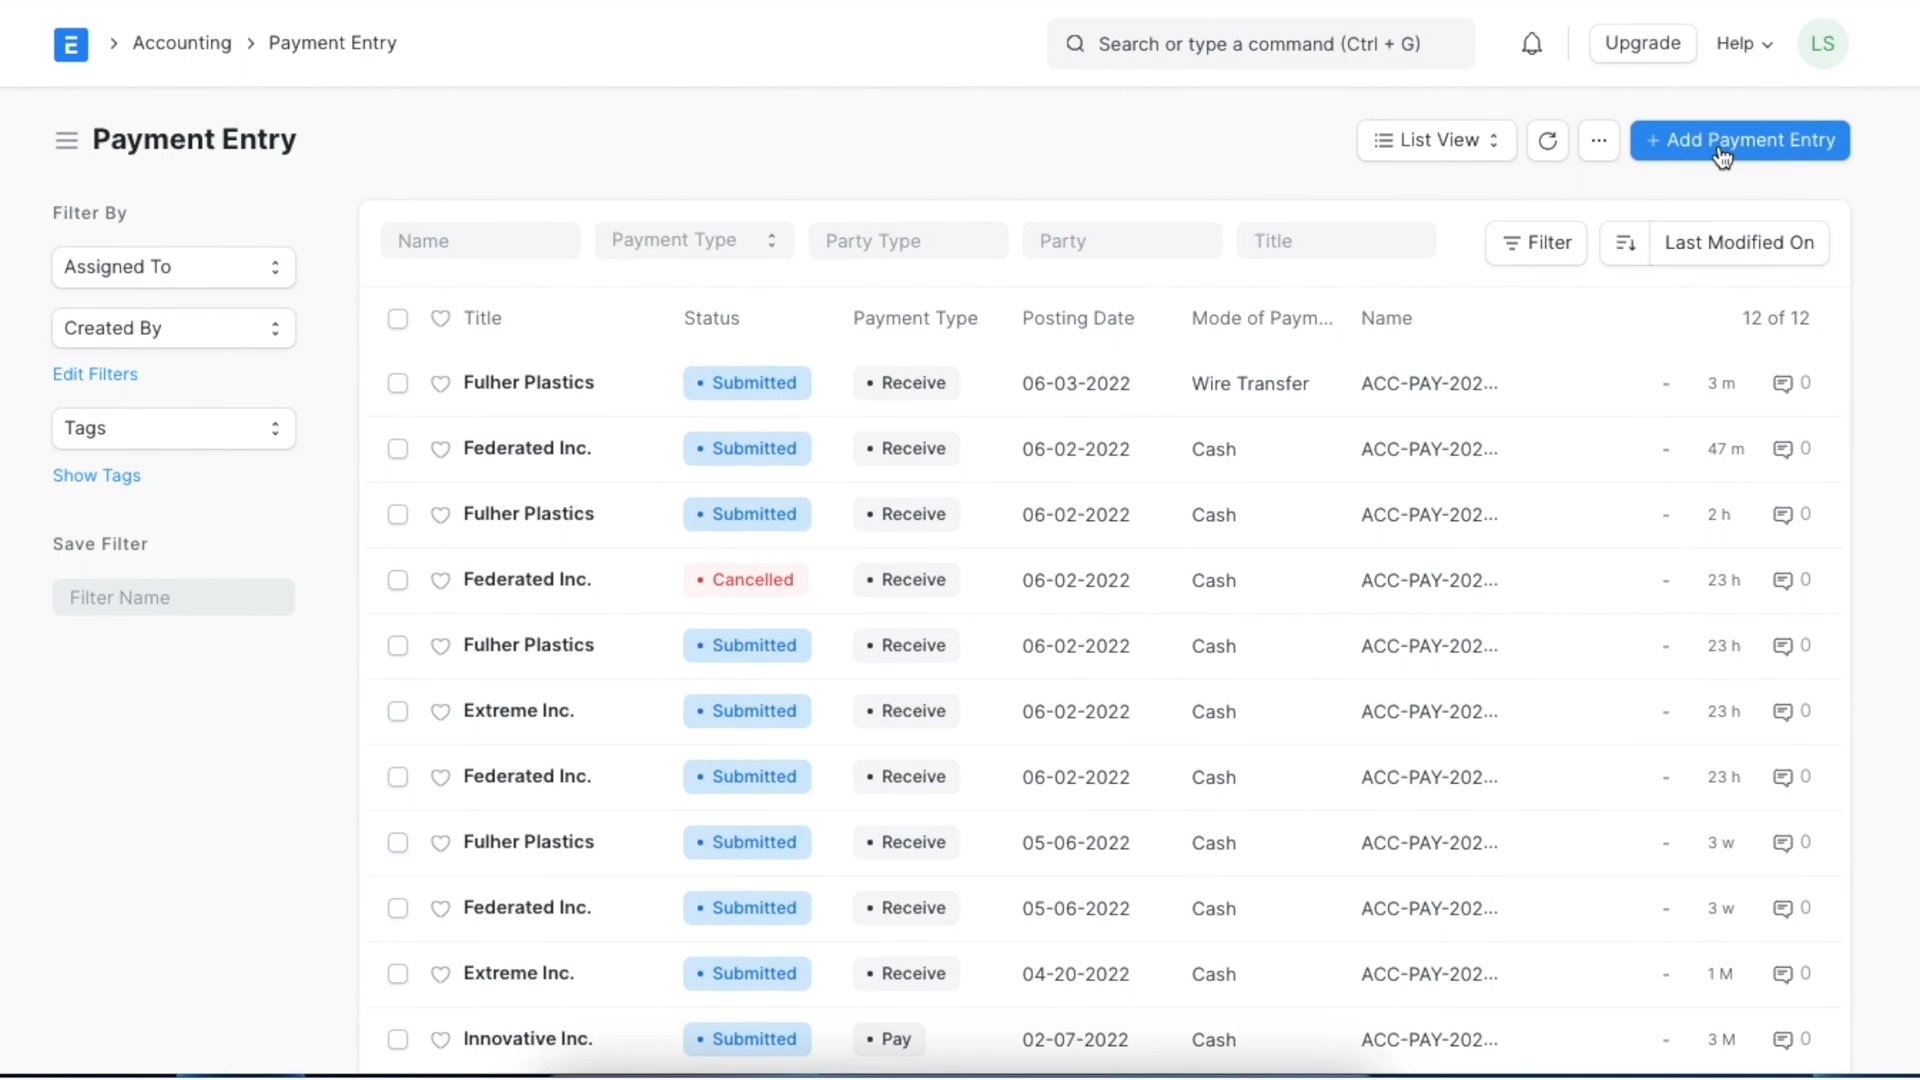 E > Accounting > Payment Entry
Search or type a command (Ctrl + G)
Upgrade
Help
LS
Payment Entry
List View
...
+ Add Payment Entry
Filter By
Assigned To
Created By
Edit Filters
Tags
Show Tags
Save Filter
Filter Name
Name Payment Type Party Type Party Title Filter Last Modified On
Title Status Payment Type Posting Date Mode of Paym... Name 12 of 12
Fulher Plastics • Submitted • Receive 06-03-2022 Wire Transfer ACC-PAY-202... - 3 m 0
Federated Inc. • Submitted • Receive 06-02-2022 Cash ACC-PAY-202... - 47 m 0
Fulher Plastics • Submitted • Receive 06-02-2022 Cash ACC-PAY-202... - 2 h 0
Federated Inc. • Cancelled • Receive 06-02-2022 Cash ACC-PAY-202... - 23 h 0
Fulher Plastics • Submitted • Receive 06-02-2022 Cash ACC-PAY-202... - 23 h 0
Extreme Inc. • Submitted • Receive 06-02-2022 Cash ACC-PAY-202... - 23 h 0
Federated Inc. • Submitted • Receive 06-02-2022 Cash ACC-PAY-202... - 23 h 0
Fulher Plastics • Submitted • Receive 05-06-2022 Cash ACC-PAY-202... - 3 w 0
Federated Inc. • Submitted • Receive 05-06-2022 Cash ACC-PAY-202... - 3 w 0
Extreme Inc. • Submitted • Receive 04-20-2022 Cash ACC-PAY-202... - 1 M 0
Innovative Inc. • Submitted • Pay 02-07-2022 Cash ACC-PAY-202... - 3 M 0